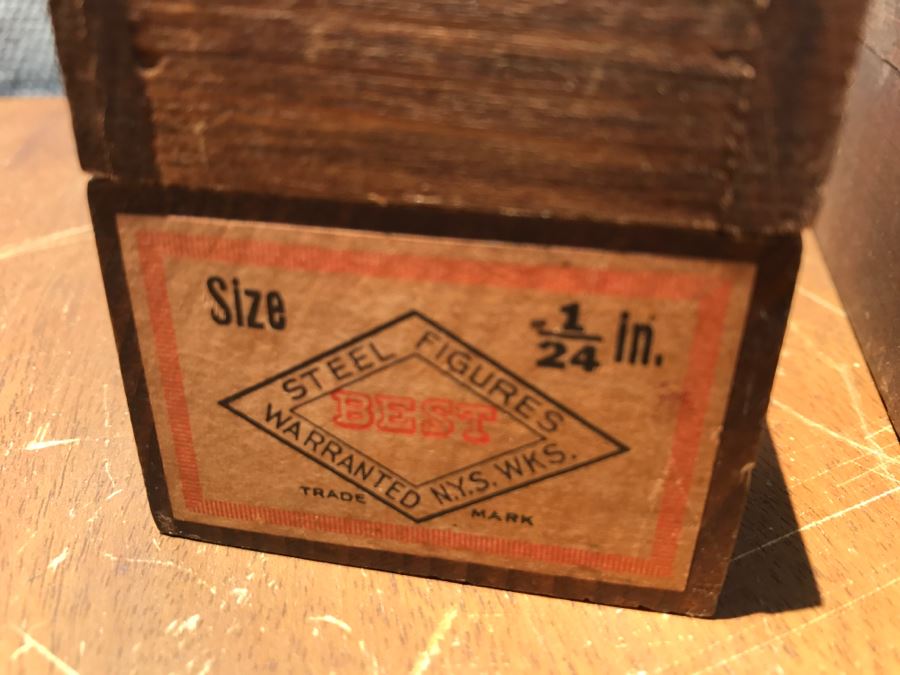 Size
1/24 in.
STEEL FIGURES
BEST
WARRANTED N.Y.S. WKS.
TRADE MARK